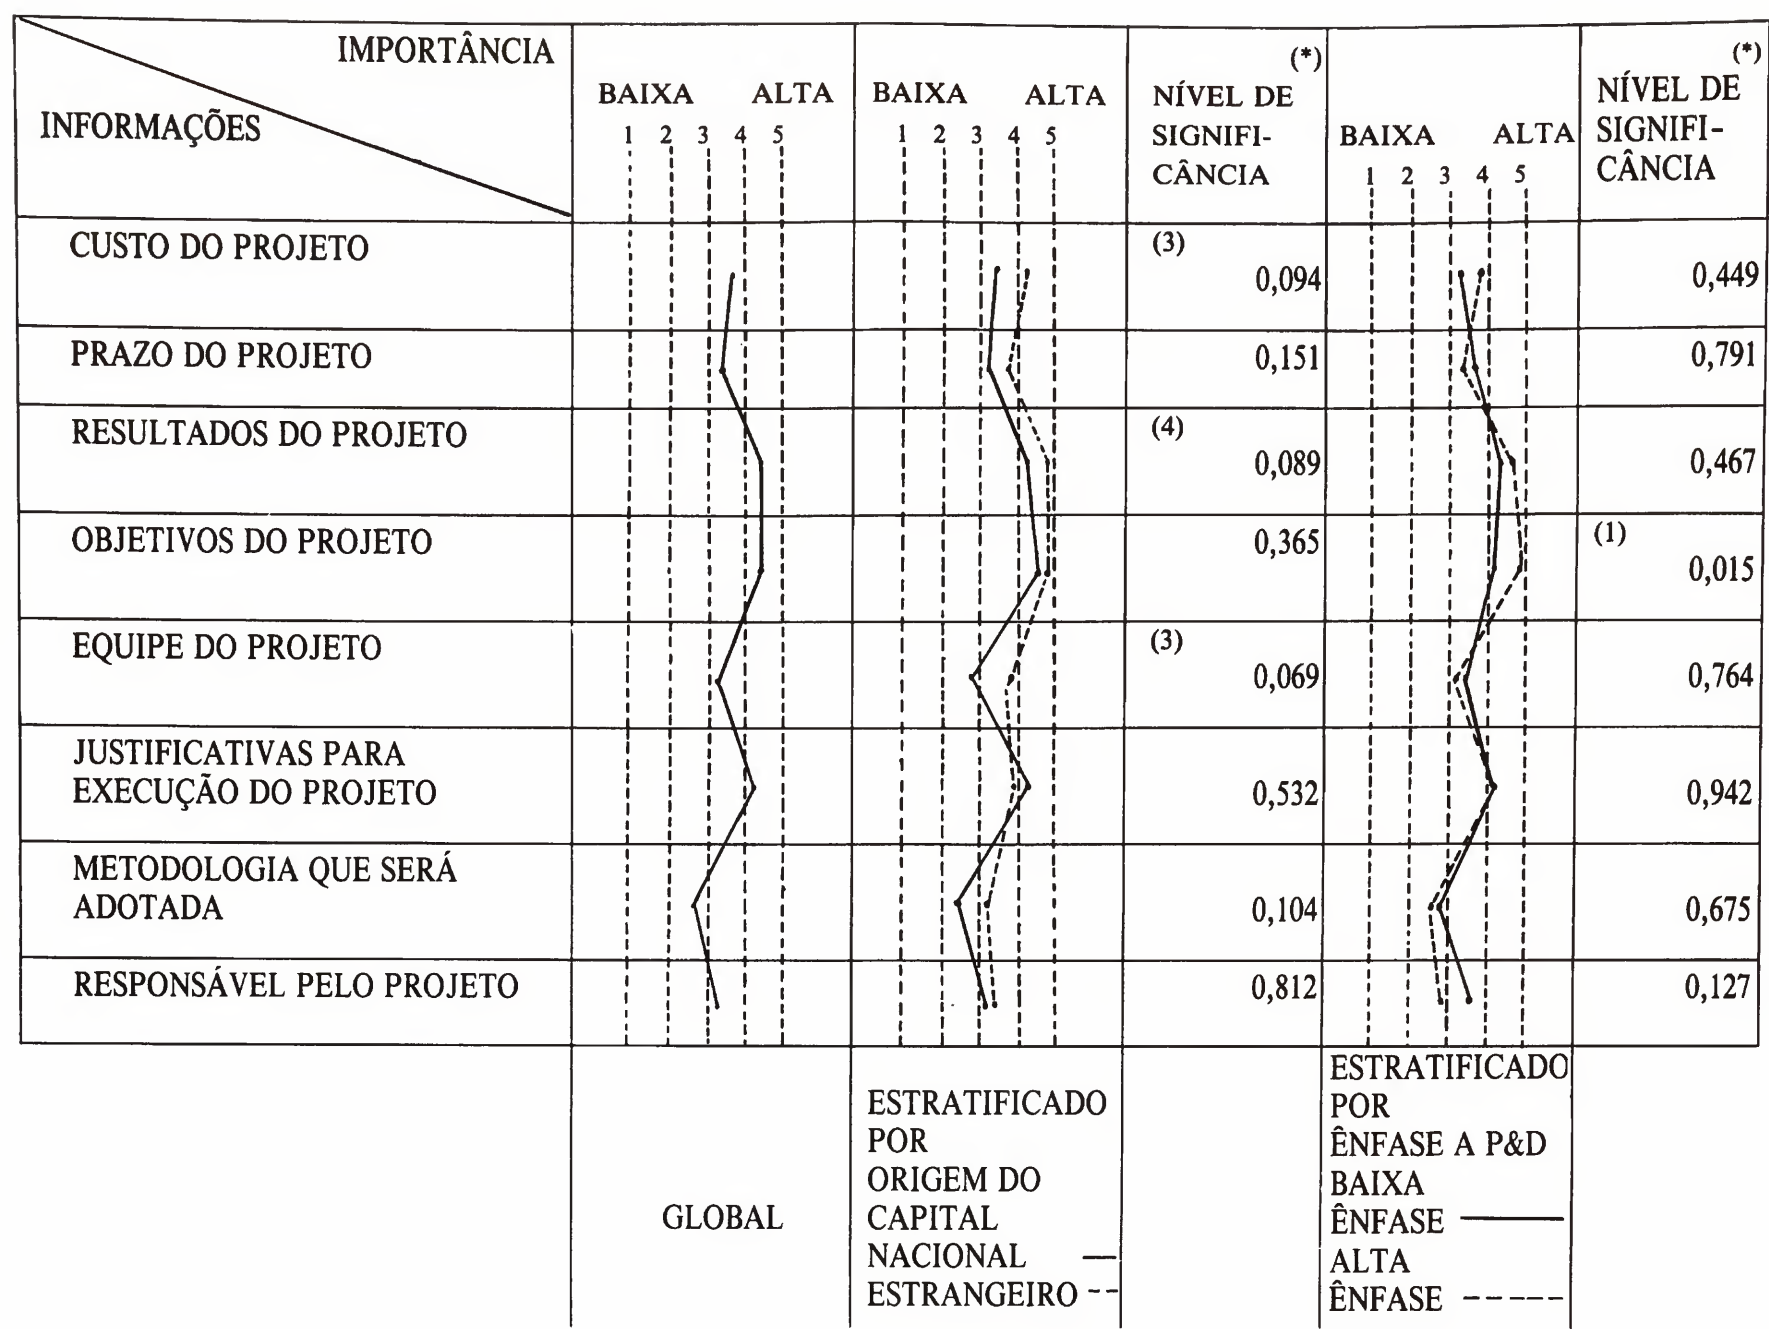 IMPORTÂNCIA
INFORMAÇÕES
BAIXA ALTA
1 2 3 4 5
BAIXA ALTA
1 2 3 4 5
(*)
NÍVEL DE
SIGNIFI-
CÂNCIA
BAIXA ALTA
1 2 3 4 5
(*)
NÍVEL DE
SIGNIFI-
CÂNCIA
CUSTO DO PROJETO
(3)
0,094
0,449
PRAZO DO PROJETO
0,151
0,791
RESULTADOS DO PROJETO
(4)
0,089
0,467
OBJETIVOS DO PROJETO
0,365
(1)
0,015
EQUIPE DO PROJETO
(3)
0,069
0,764
JUSTIFICATIVAS PARA
EXECUÇÃO DO PROJETO
0,532
0,942
METODOLOGIA QUE SERÁ
ADOTADA
0,104
0,675
RESPONSÁVEL PELO PROJETO
0,812
0,127
GLOBAL
ESTRATIFICADO
POR
ORIGEM DO
CAPITAL
NACIONAL
ESTRANGEIRO
ESTRATIFICADO
POR
ÊNFASE A P&D
BAIXA
ÊNFASE
ALTA
ÊNFASE